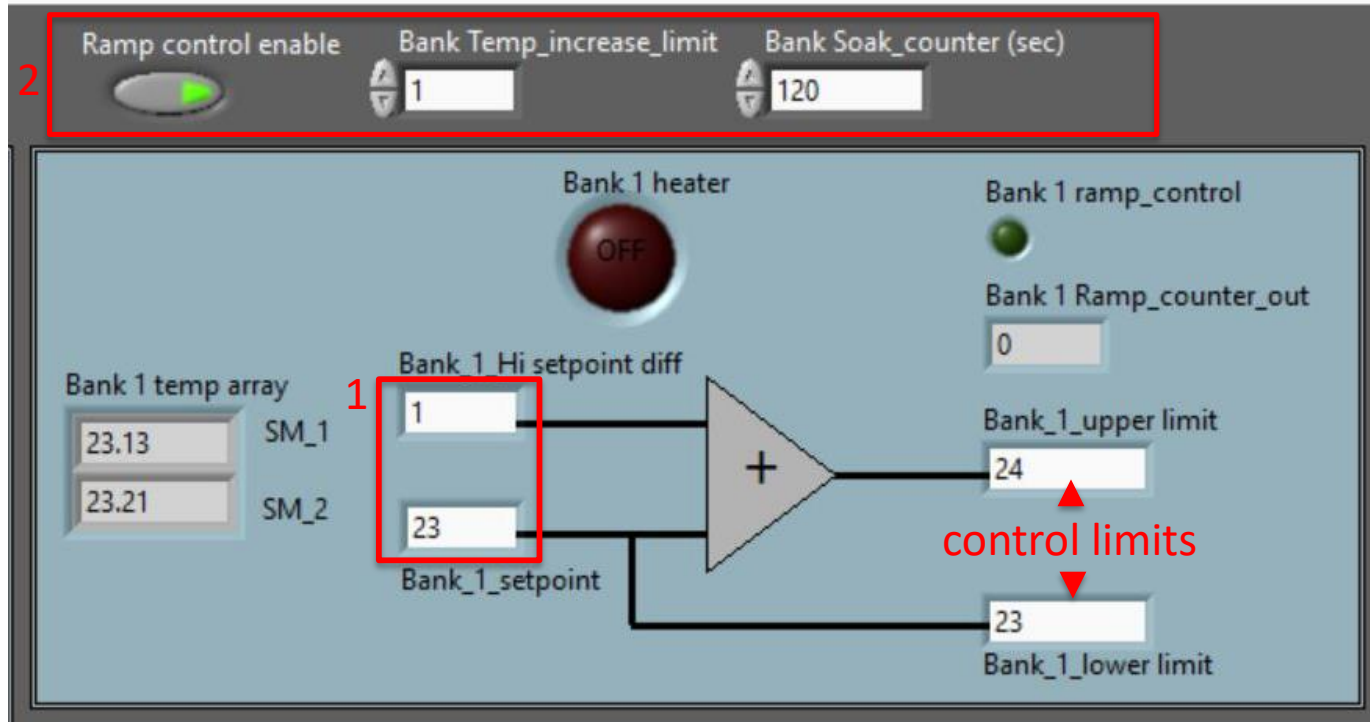 Ramp control enable
Bank Temp_increase_limit
Bank Soak_counter (sec)
2
1
120
Bank 1 heater
OFF
Bank 1 ramp_control
Bank 1 Ramp_counter_out
0
Bank 1 temp array
23.13
SM_1
23.21
SM_2
Bank_1_Hi setpoint diff
1
1
23
Bank_1_setpoint
+
Bank_1_upper limit
24
control limits
23
Bank_1_lower limit